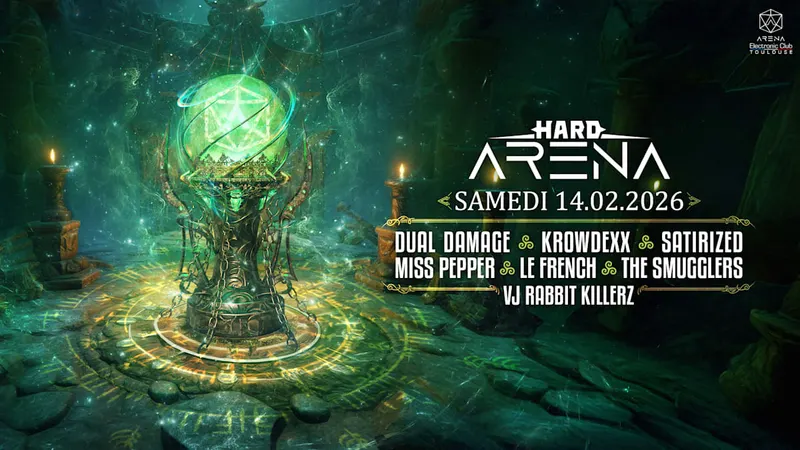 ARENA
Electronic Club
TOULOUSE
HARD
ARENA
SAMEDI 14.02.2026
DUAL DAMAGE KROWDEXX SATIRIZED
MISS PEPPER LE FRENCH THE SMUGGLERS
VJ RABBIT KILLERZ